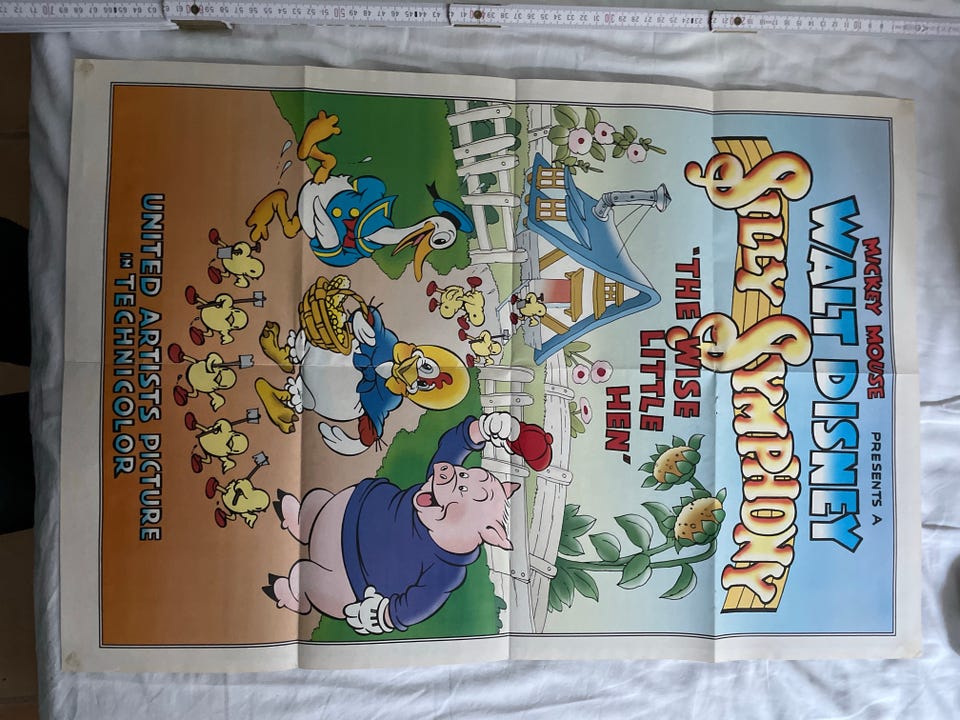 MICKEY MOUSE PRESENTS A
WALT DISNEY
SILLY SYMPHONY
"THE WISE
LITTLE
HEN"
UNITED ARTISTS PICTURE
IN TECHNICOLOR